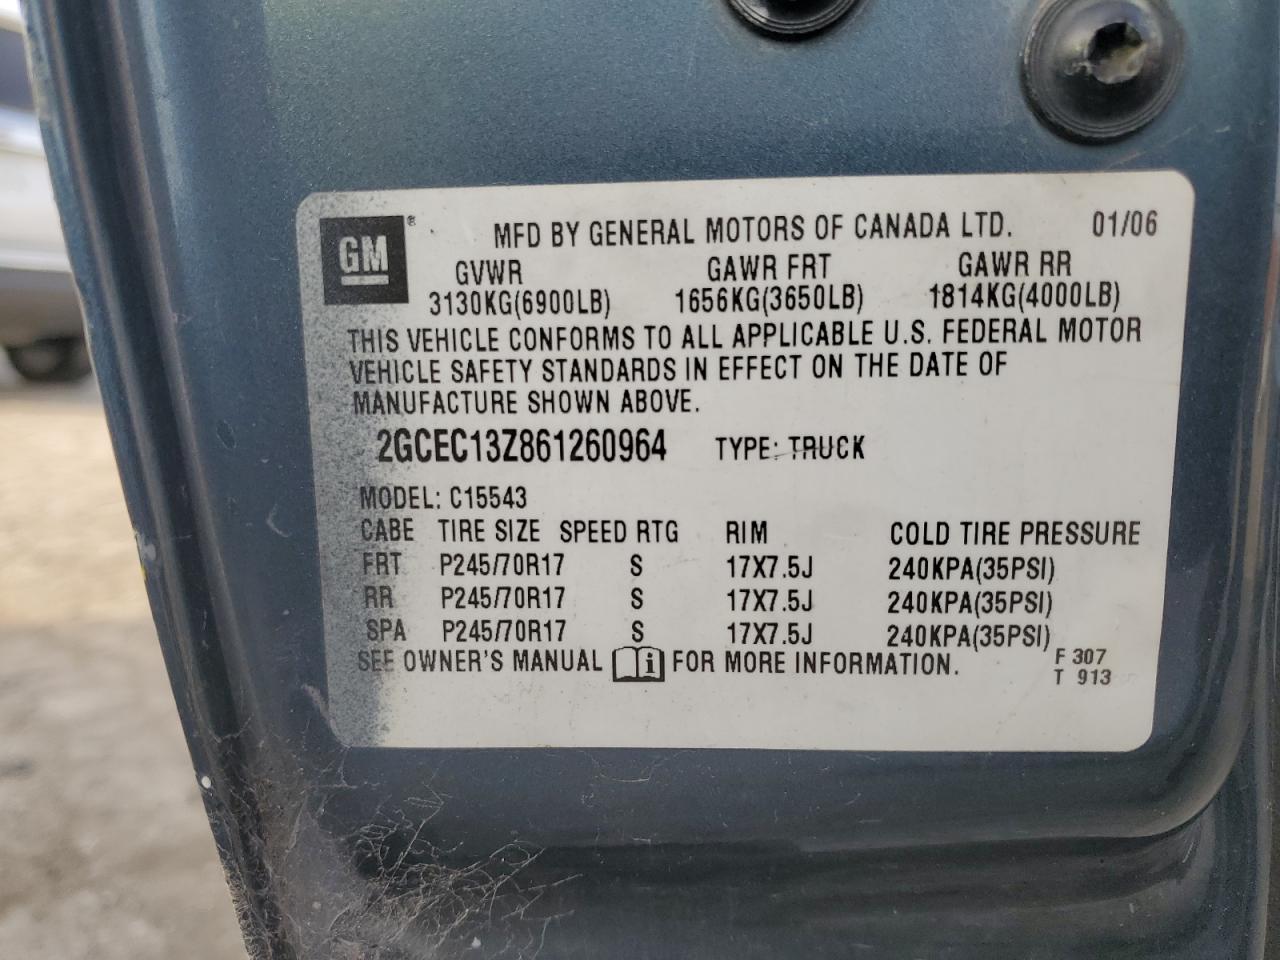 GM® MFD BY GENERAL MOTORS OF CANADA LTD. 01/06
GVWR GAWR FRT GAWR RR
3130KG(6900LB) 1656KG(3650LB) 1814KG(4000LB)
THIS VEHICLE CONFORMS TO ALL APPLICABLE U.S. FEDERAL MOTOR
VEHICLE SAFETY STANDARDS IN EFFECT ON THE DATE OF
MANUFACTURE SHOWN ABOVE.
2GCEC13Z861260964 TYPE: TRUCK
MODEL: C15543
CABE TIRE SIZE SPEED RTG RIM COLD TIRE PRESSURE
FRT P245/70R17 S 17X7.5J 240KPA(35PSI)
RR P245/70R17 S 17X7.5J 240KPA(35PSI)
SPA P245/70R17 S 17X7.5J 240KPA(35PSI)
SEE OWNER'S MANUAL i FOR MORE INFORMATION.
F 307
T 913